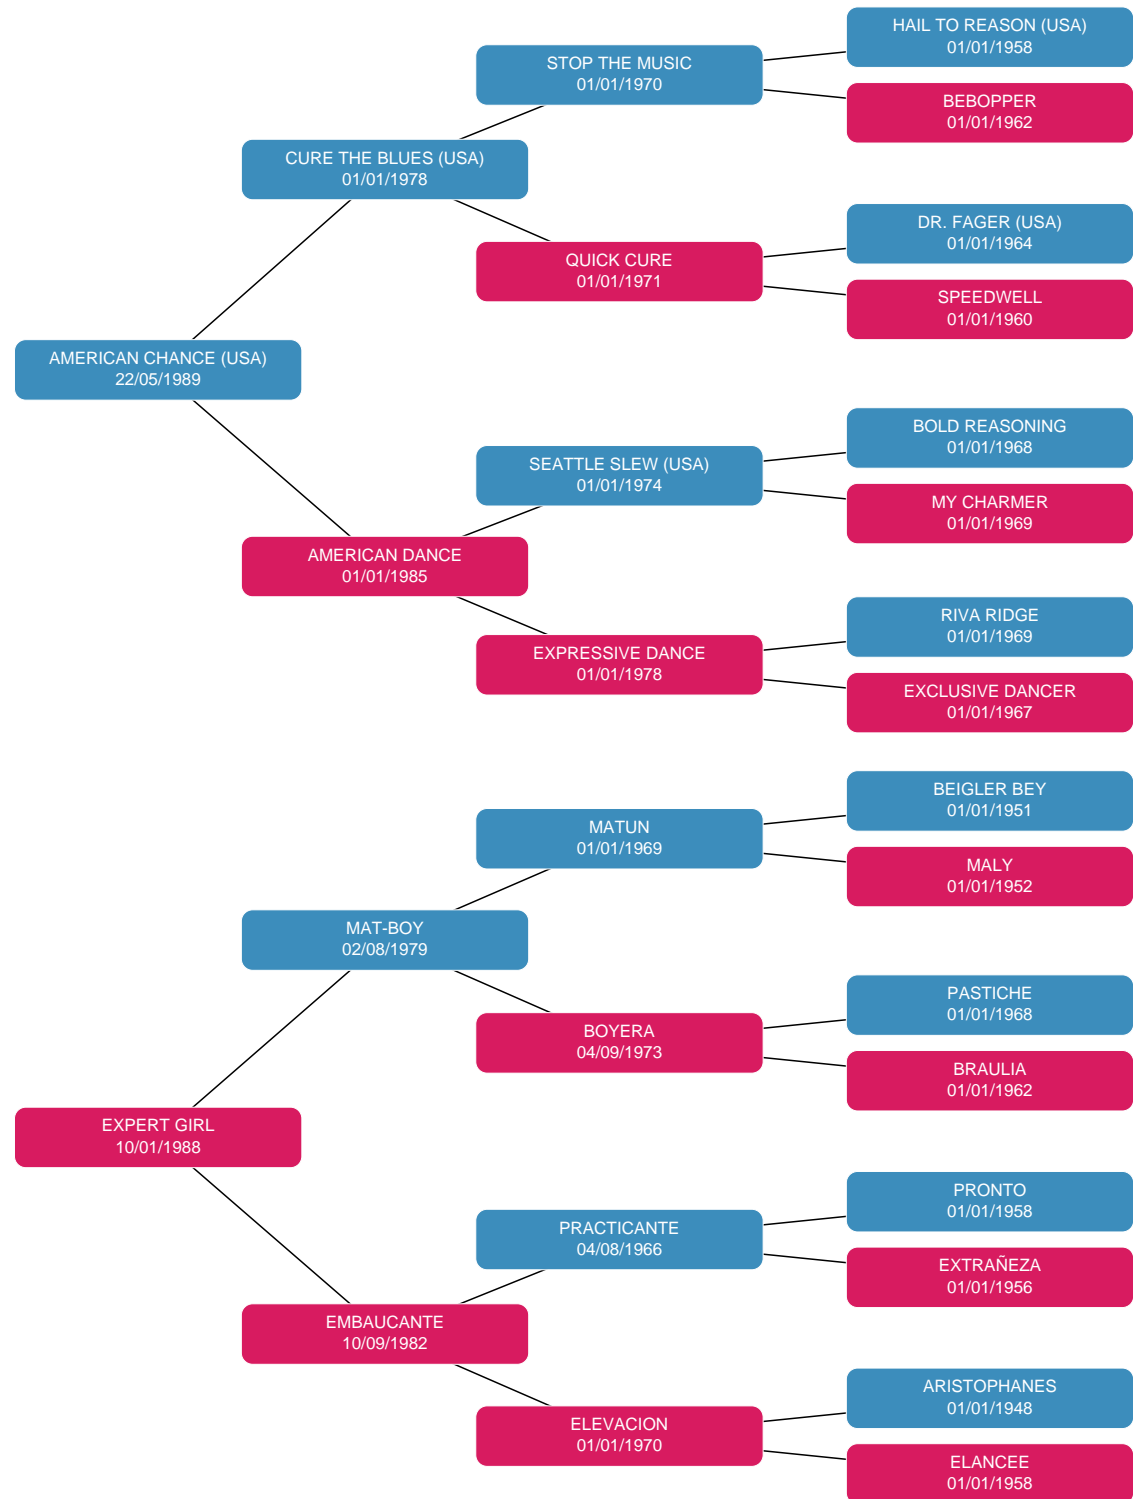 HAIL TO REASON (USA)
01/01/1958
STOP THE MUSIC
01/01/1970
BEBOPPER
01/01/1962
CURE THE BLUES (USA)
01/01/1978
DR. FAGER (USA)
01/01/1964
QUICK CURE
01/01/1971
SPEEDWELL
01/01/1960
AMERICAN CHANCE (USA)
22/05/1989
BOLD REASONING
01/01/1968
SEATTLE SLEW (USA)
01/01/1974
MY CHARMER
01/01/1969
AMERICAN DANCE
01/01/1985
RIVA RIDGE
01/01/1969
EXPRESSIVE DANCE
01/01/1978
EXCLUSIVE DANCER
01/01/1967
BEIGLER BEY
01/01/1951
MATUN
01/01/1969
MALY
01/01/1952
MAT-BOY
02/08/1979
PASTICHE
01/01/1968
BOYERA
04/09/1973
BRAULIA
01/01/1962
EXPERT GIRL
10/01/1988
PRONTO
01/01/1958
PRACTICANTE
04/08/1966
EXTRAÑEZA
01/01/1956
EMBAUCANTE
10/09/1982
ARISTOPHANES
01/01/1948
ELEVACION
01/01/1970
ELANCEE
01/01/1958